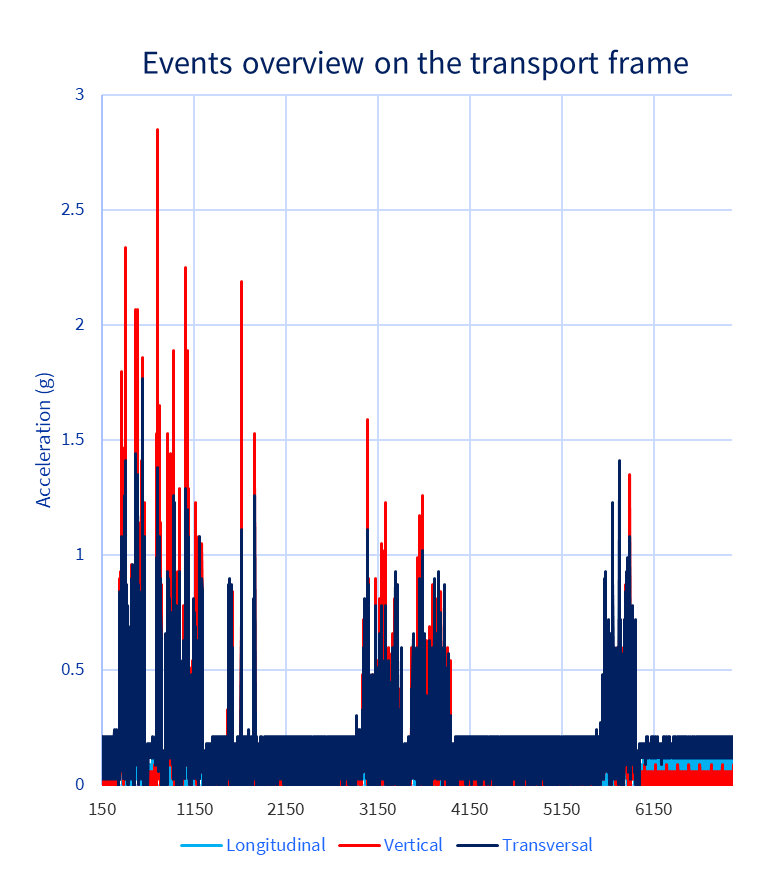 Events overview on the transport frame
3
2.5
2
1.5
1
0.5
0
Acceleration (g)
150 1150 2150 3150 4150 5150 6150
Longitudinal Vertical Transversal